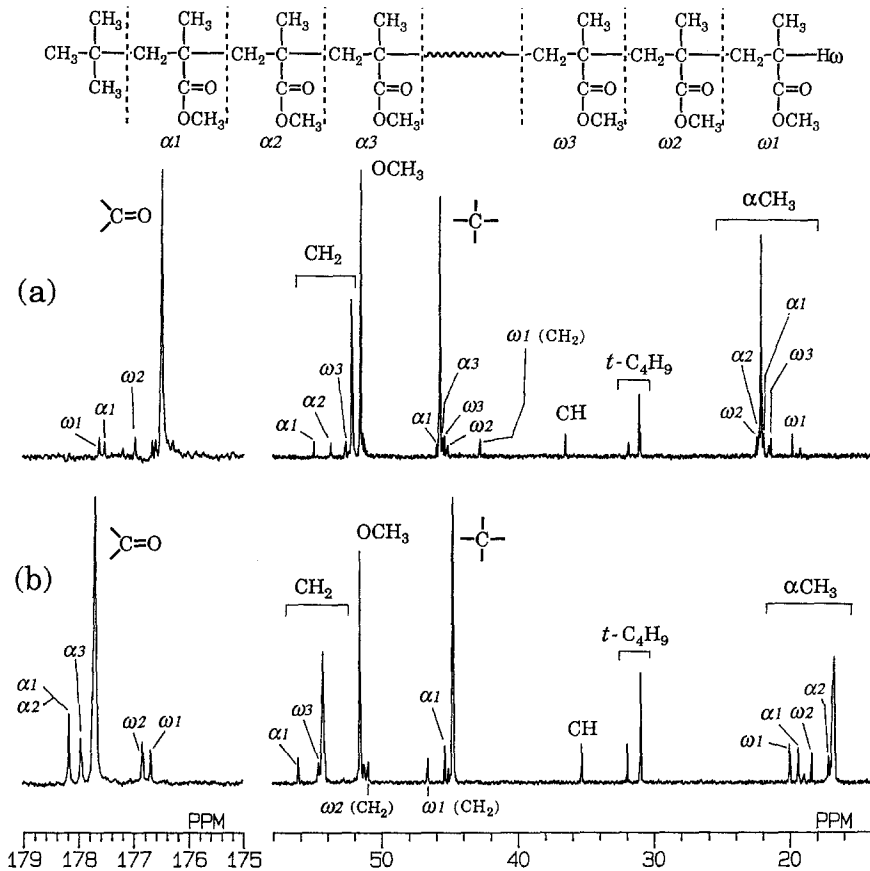 CH₃ CH₃ CH₃ CH₃ CH₃ CH₃ CH₃
CH₃-C-CH₂-C-CH₂-C-CH₂-C-CH₂-C-CH₂-C-CH₂-C-Hω
CH₃ C=O C=O C=O C=O C=O C=O
OCH₃ OCH₃ OCH₃ OCH₃ OCH₃ OCH₃
α1 α2 α3 ω3 ω2 ω1
(a)
C=O
OCH₃
-C-
αCH₃
CH₂
ω1 α1 ω2
α1 α2 ω3
α1 α3 ω3 ω2
ω1 (CH₂)
CH
t-C₄H₉
ω2 α2 α1 ω3 ω1
(b)
C=O
OCH₃
-C-
CH₂
αCH₃
t-C₄H₉
α1
α2
α3
ω2 ω1
α1 ω3
ω2 (CH₂)
ω1 (CH₂)
α1
CH
ω1 α1 ω2 α2
PPM PPM
179 178 177 176 175 50 40 30 20